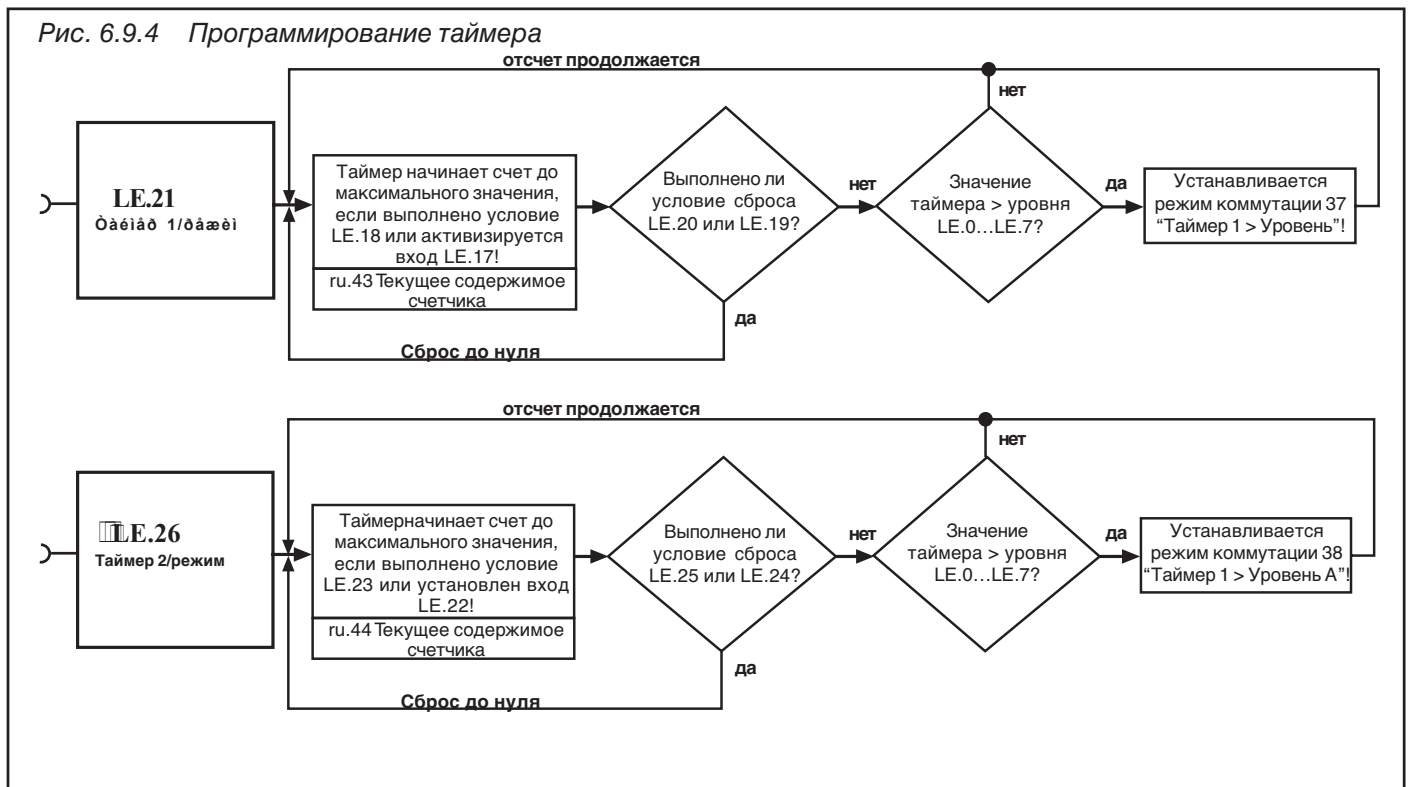 Рис. 6.9.4 Программирование таймера
отсчет продолжается
нет
LE.21
Òàéìàð 1/ðåæèì
Таймер начинает счет до
максимального значения,
если выполнено условие
LE.18 или активизируется
вход LE.17!
ru.43 Текущее содержимое
счетчика
Выполнено ли
условие сброса
LE.20 или LE.19?
нет
Значение
таймера > уровня
LE.0…LE.7?
да
Устанавливается
режим коммутации 37
“Таймер 1 > Уровень”!
да
Сброс до нуля
отсчет продолжается
нет
LE.26
Таймер 2/режим
Таймерначинает счет до
максимального значения,
если выполнено условие
LE.23 или установлен вход
LE.22!
ru.44 Текущее содержимое
счетчика
Выполнено ли
условие сброса
LE.25 или LE.24?
нет
Значение
таймера > уровня
LE.0…LE.7?
да
Устанавливается
режим коммутации 38
“Таймер 1 > Уровень А”!
да
Сброс до нуля